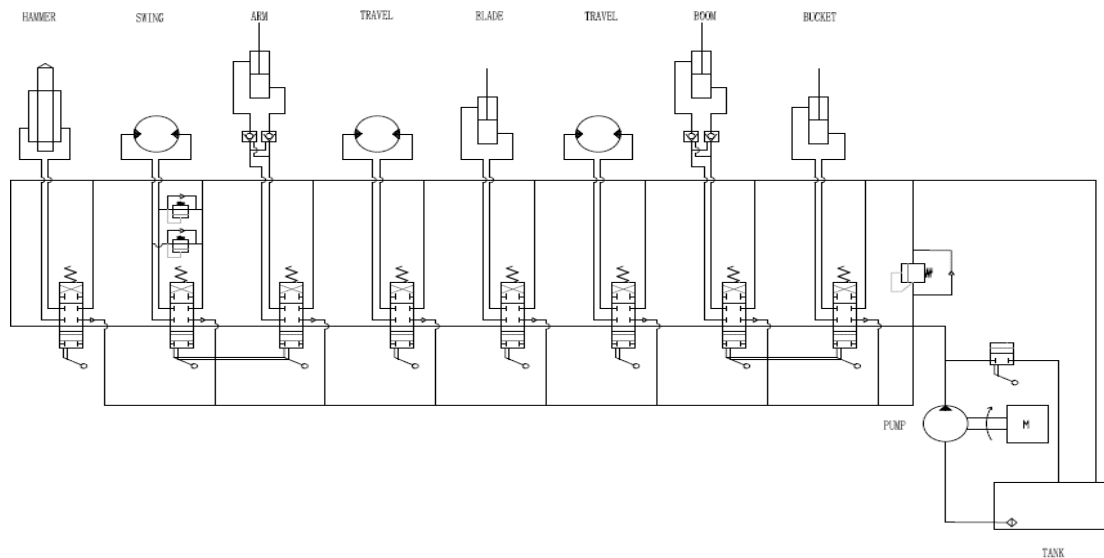 HAMMER
SWING
ARM
TRAVEL
BLADE
TRAVEL
BOOM
BUCKET
PUMP
M
TANK